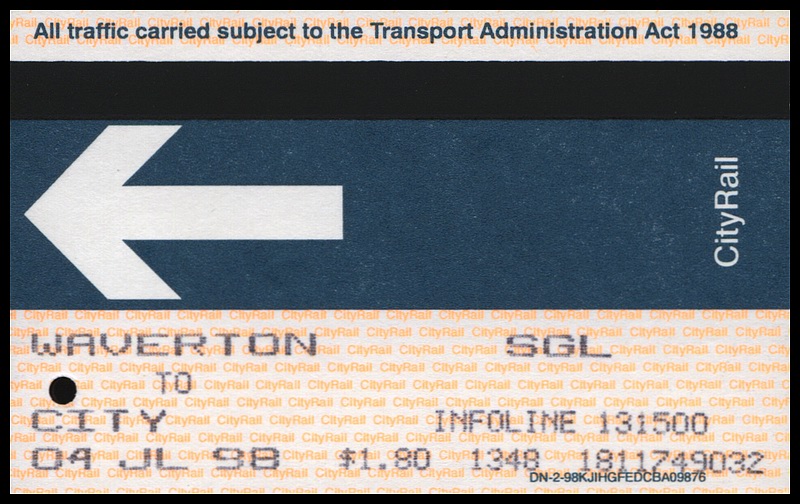 All traffic carried subject to the Transport Administration Act 1988
CityRail
WAVERTON SGL
TO
CITY INFOLINE 131500
04 JL 98 $1.80 1348 1811749032
DN-2-98KJIHGFEDCBA09876